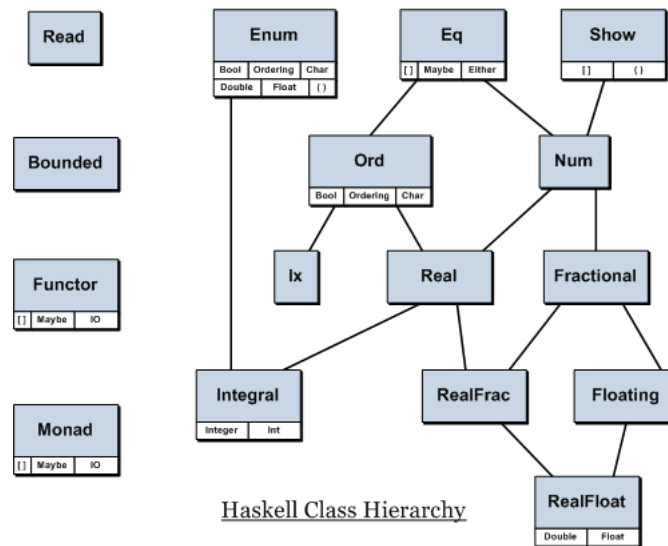 Read
Enum
Bool Ordering Char
Double Float ( )
Eq
[ ] Maybe Either
Show
[ ] ( )
Bounded
Ord
Bool Ordering Char
Num
Functor
[ ] Maybe IO
Ix
Real
Fractional
Monad
[ ] Maybe IO
Integral
Integer Int
RealFrac
Floating
RealFloat
Double Float
Haskell Class Hierarchy